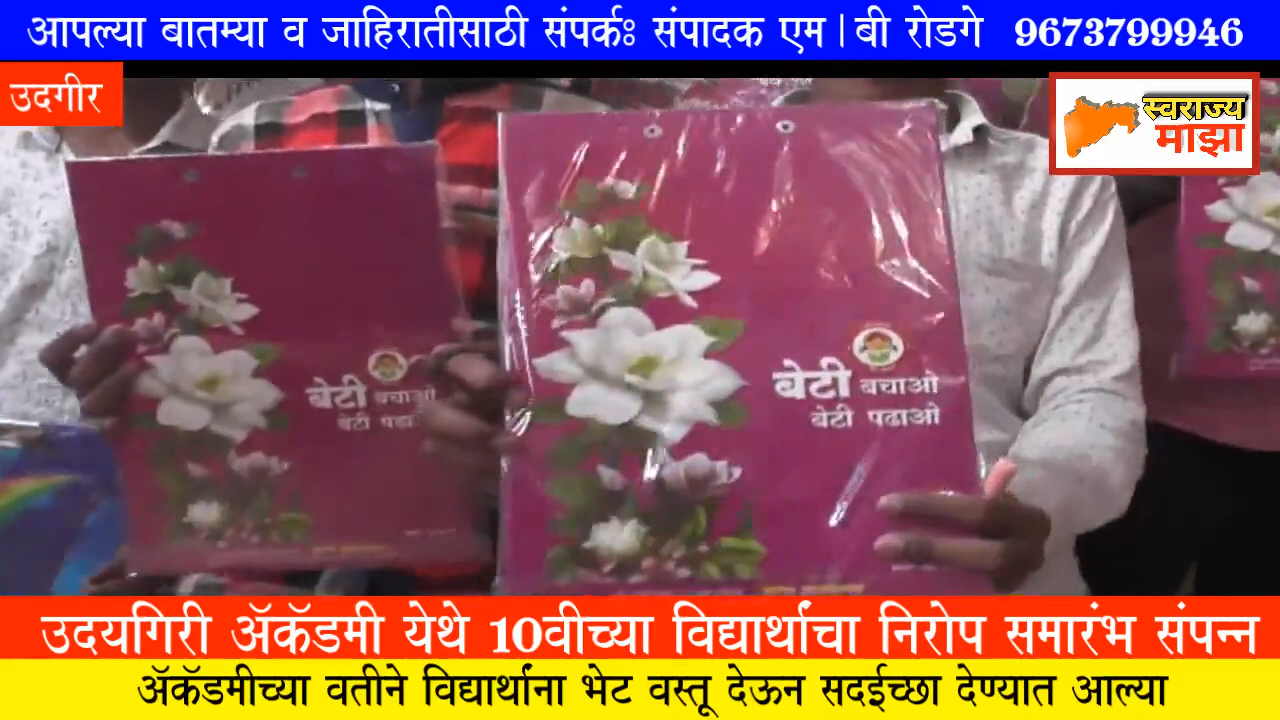 आपल्या बातम्या व जाहिरातीसाठी संपर्कः संपादक एम।बी रोडगे 9673799946
उदगीर
स्वराज्य
माझा
बेटी बचाओ
बेटी पढाओ
बेटी बचाओ
बेटी पढाओ
उदयगिरी ॲकॅडमी येथे 10वीच्या विद्यार्थांचा निरोप समारंभ संपन्न
ॲकॅडमीच्या वतीने विद्यार्थांना भेट वस्तू देऊन सदईच्छा देण्यात आल्या